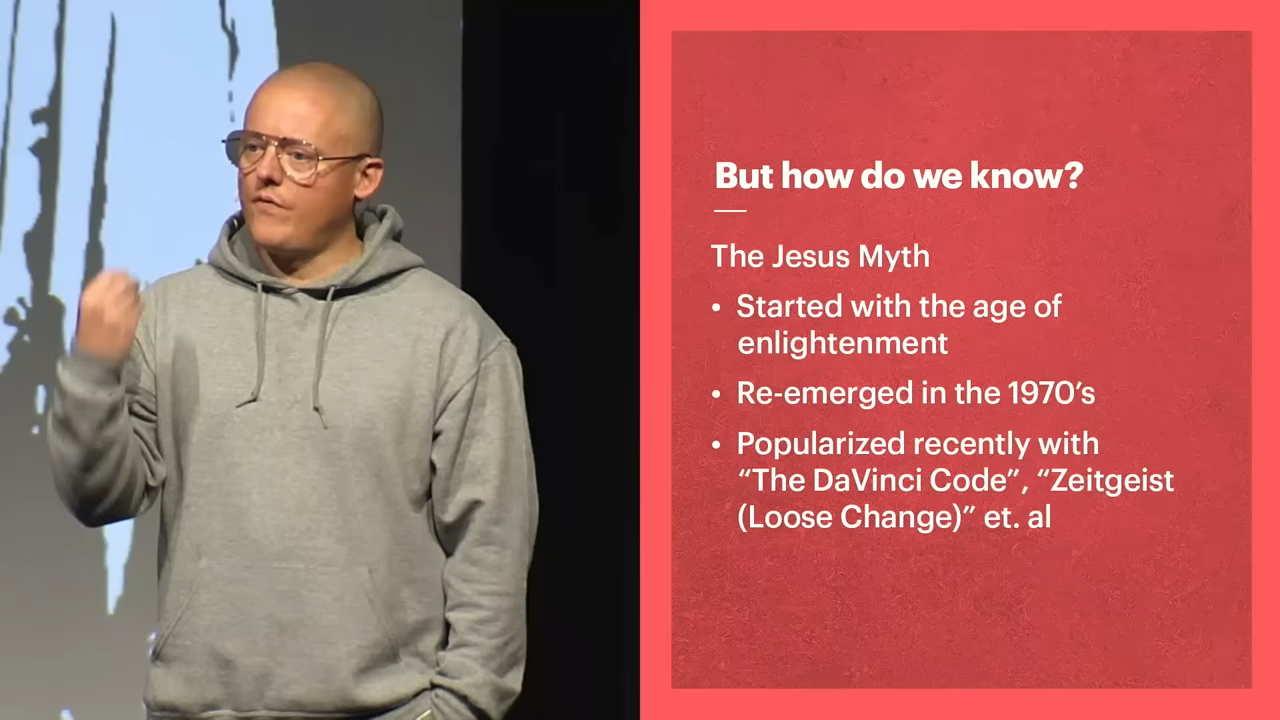 But how do we know?
The Jesus Myth
• Started with the age of
enlightenment
• Re-emerged in the 1970’s
• Popularized recently with
“The DaVinci Code”, “Zeitgeist
(Loose Change)” et. al